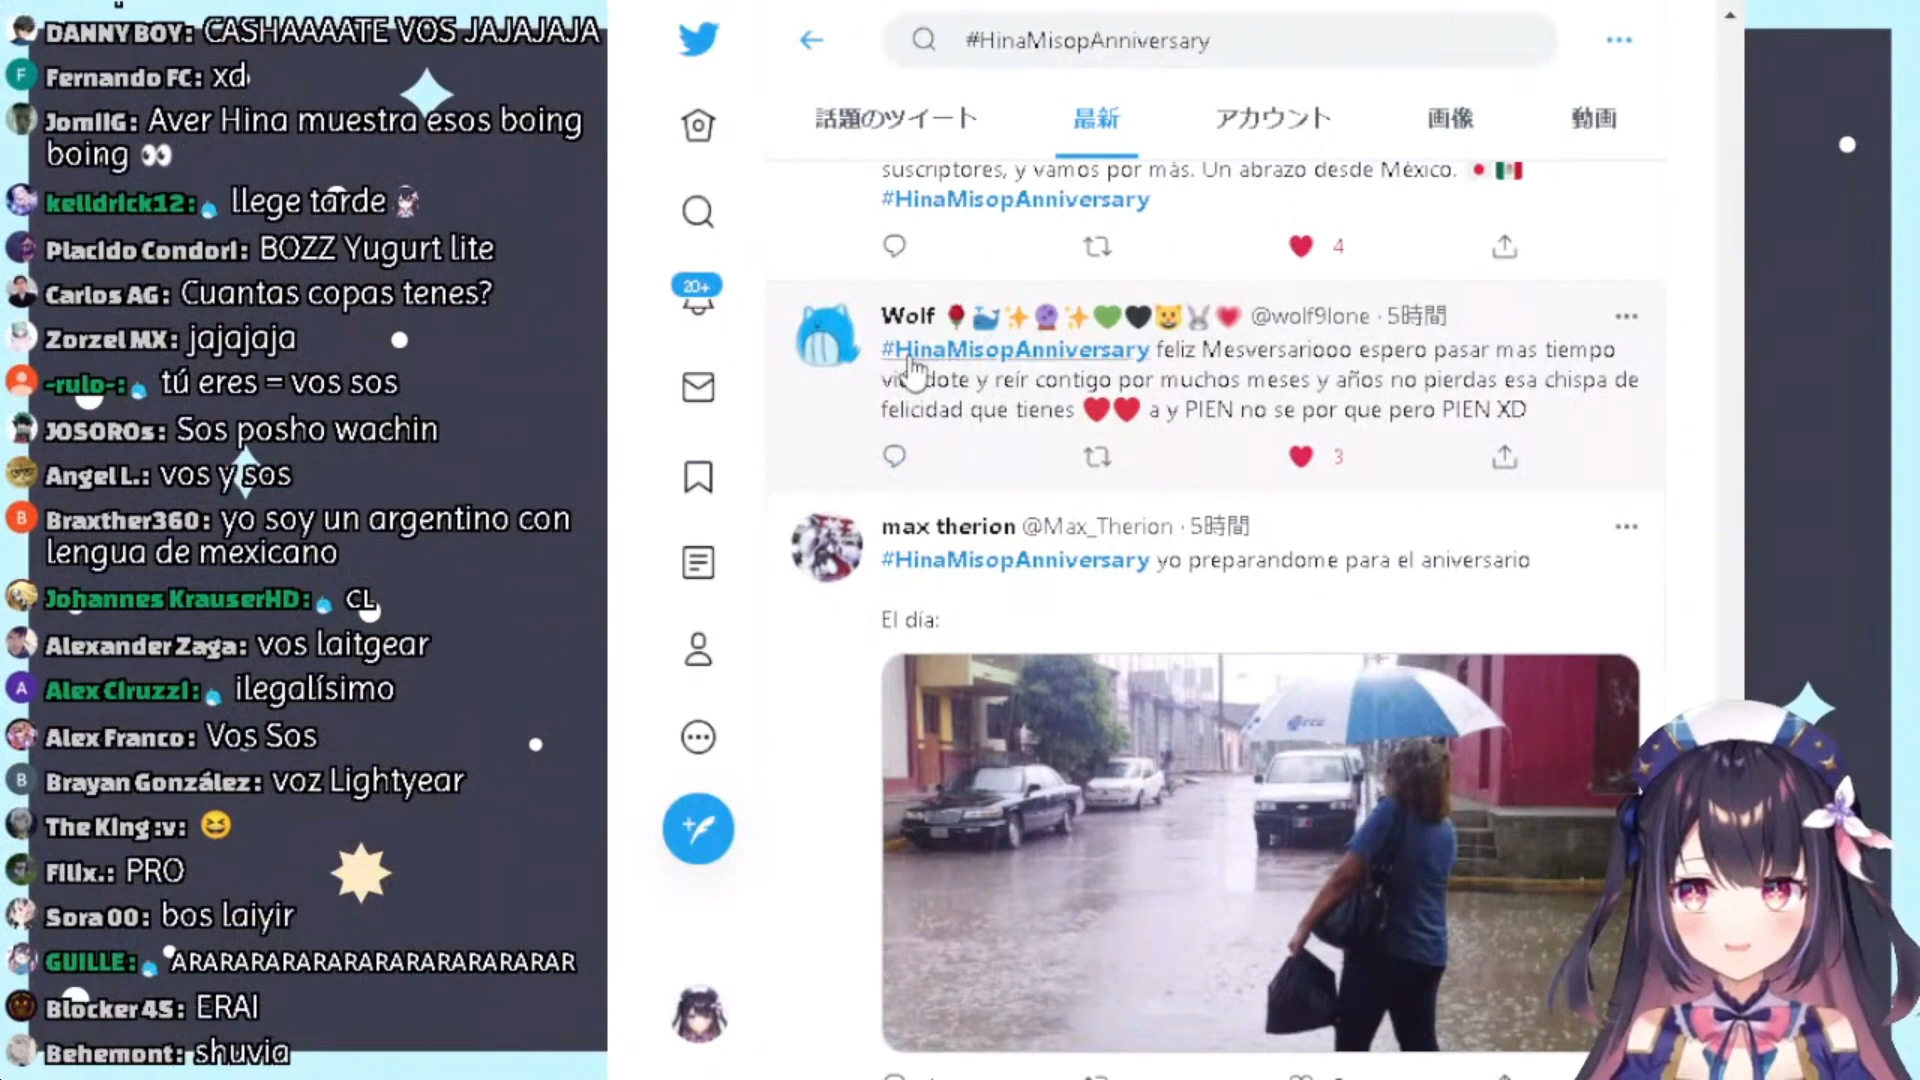 DANNY BOY: CASHAAAATE VOS JAJAJAJA
F Fernando FC: xd
JomiiG: Aver Hina muestra esos boing
boing 👀
kelldrick12: llege tarde
Placido Condori: BOZZ Yugurt lite
Carlos AG: Cuantas copas tenes?
Zorzel MX: jajajaja
-rulo-: tú eres = vos sos
JOSOROs: Sos posho wachin
Angel L.: vos y sos
B Braxther360: yo soy un argentino con
lengua de mexicano
Johannes KrauserHD: CL
Alexander Zaga: vos laitgear
A Alex Ciruzzi: ilegalísimo
Alex Franco: Vos Sos
B Brayan González: voz Lightyear
The King :v: 😆
Filix.: PRO
Sora 00: bos laiyir
GUILLE: ARARARARARARARARARARARAR
Blocker 45: ERAI
Behemont: shuvia
#HinaMisopAnniversary
話題のツイート 最新 アカウント 画像 動画
suscriptores, y vamos por más. Un abrazo desde México. 🇯🇵 🇲🇽
#HinaMisopAnniversary
4
20+
Wolf 🌹🐳✨🔮✨💚🖤😺🐰💗 @wolf9lone · 5時間
#HinaMisopAnniversary feliz Mesversariooo espero pasar mas tiempo
dote y reír contigo por muchos meses y años no pierdas esa chispa de
felicidad que tienes ❤️❤️ a y PIEN no se por que pero PIEN XD
3
max therion @Max_Therion · 5時間
#HinaMisopAnniversary yo preparandome para el aniversario
El día: